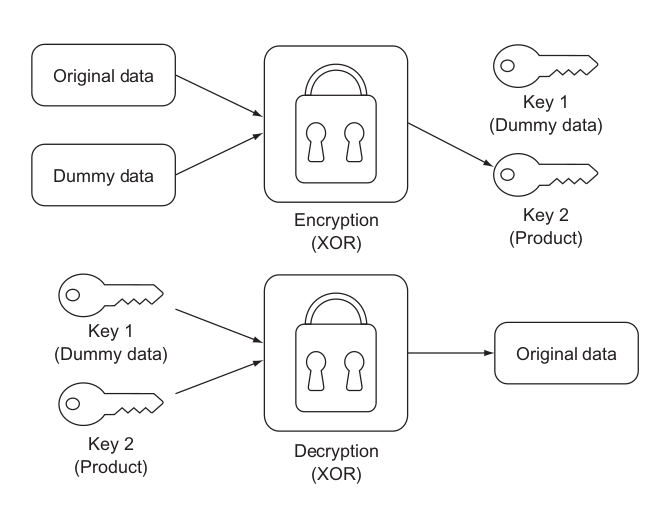 Original data
Dummy data
Encryption
(XOR)
Key 1
(Dummy data)
Key 2
(Product)
Key 1
(Dummy data)
Key 2
(Product)
Decryption
(XOR)
Original data